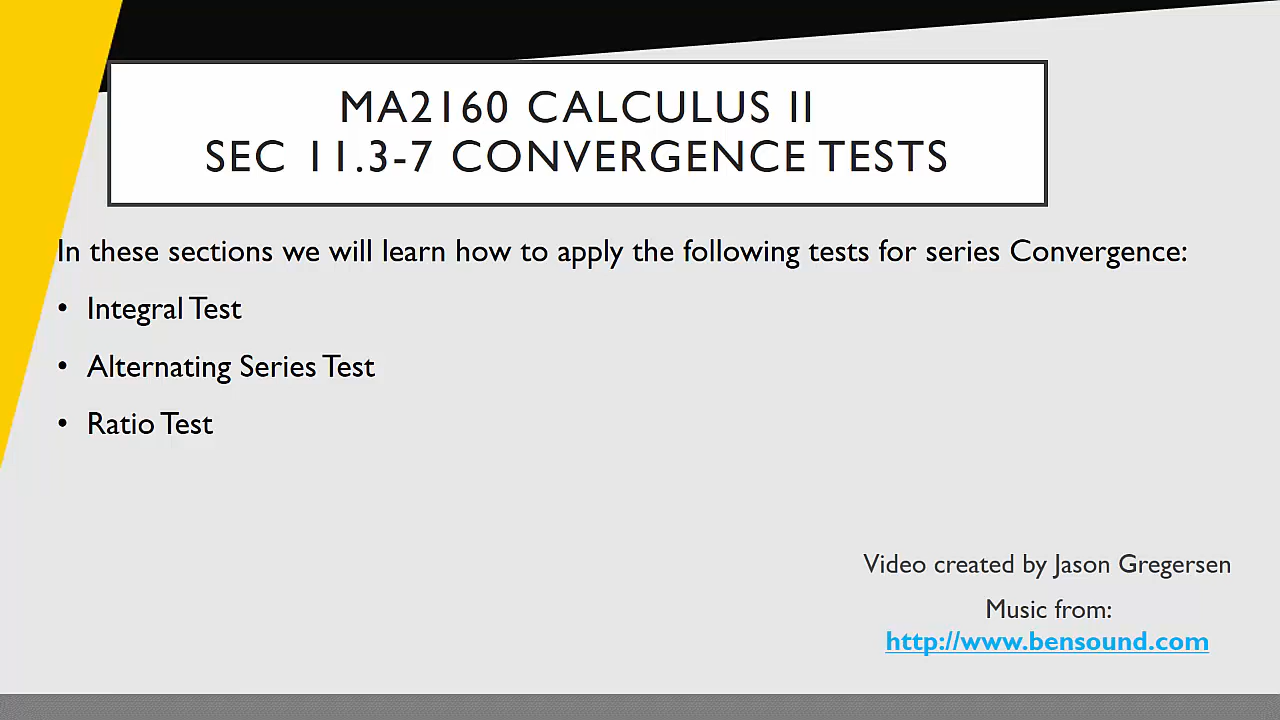 MA2160 CALCULUS II
SEC 11.3-7 CONVERGENCE TESTS
In these sections we will learn how to apply the following tests for series Convergence:
• Integral Test
• Alternating Series Test
• Ratio Test
Video created by Jason Gregersen
Music from:
http://www.bensound.com